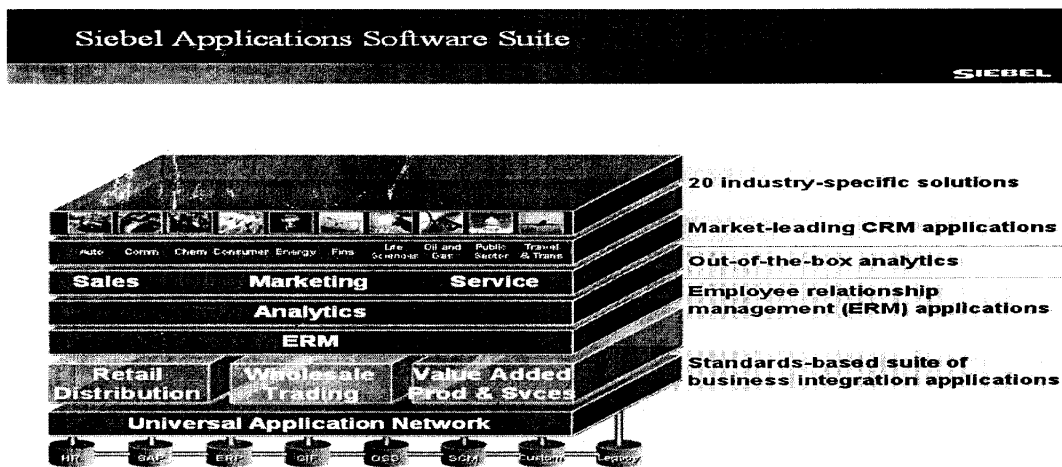 Siebel Applications Software Suite
SIEBEL
20 industry-specific solutions
Market-leading CRM applications
Auto Comm Chem Consumer Energy Fins Life Sciences Oil and Gas Public Sector Travel & Trans
Out-of-the-box analytics
Sales Marketing Service
Employee relationship
management (ERM) applications
Analytics
ERM
Standards-based suite of
business integration applications
Retail Distribution
Wholesale Trading
Value Added Prod & Svces
Universal Application Network
HR SAP ERP CIF OSS SCM Custom Legacy